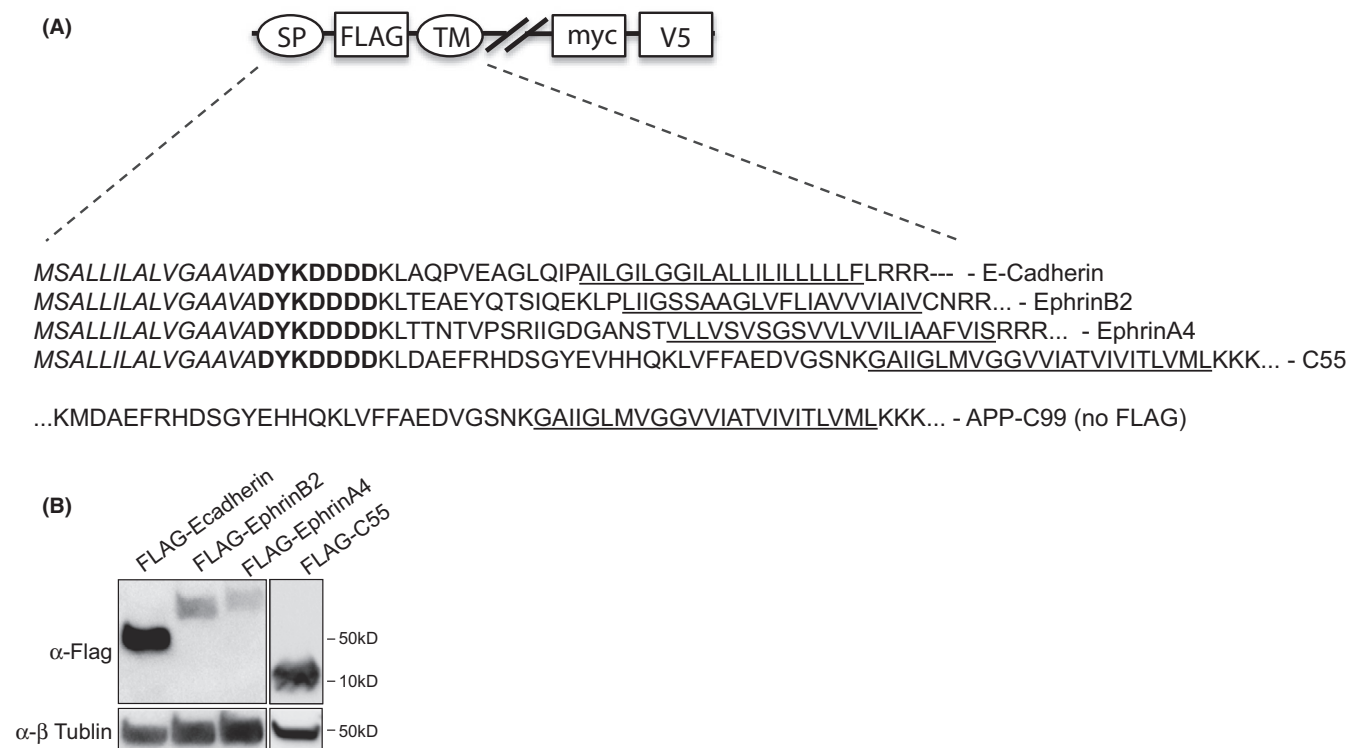 (A)
SP FLAG TM myc V5
MSALLILALVGAAVADYKDDDDKLAQPVEAGLQIPAILGILGGILALLILILLLLLFLRRR--- - E-Cadherin
MSALLILALVGAAVADYKDDDDKLTEAEYQTSIQEKLPLIIGSSAAGLVFLIAVVVIAIVCNRR... - EphrinB2
MSALLILALVGAAVADYKDDDDKLTTNTVPSRIIGDGANSTVLLVSVSGSVVLVVILIAAFVISRRR... - EphrinA4
MSALLILALVGAAVADYKDDDDKLDAEFRHDSGYEVHHQKLVFFAEDVGSNKGAIIGLMVGGVVIATVIVITLVMLKKK... - C55
...KMDAEFRHDSGYEHHQKLVFFAEDVGSNKGAIIGLMVGGVVIATVIVITLVMLKKK... - APP-C99 (no FLAG)
(B)
FLAG-Ecadherin
FLAG-EphrinB2
FLAG-EphrinA4
FLAG-C55
α-Flag
50kD
10kD
α-β Tublin
50kD